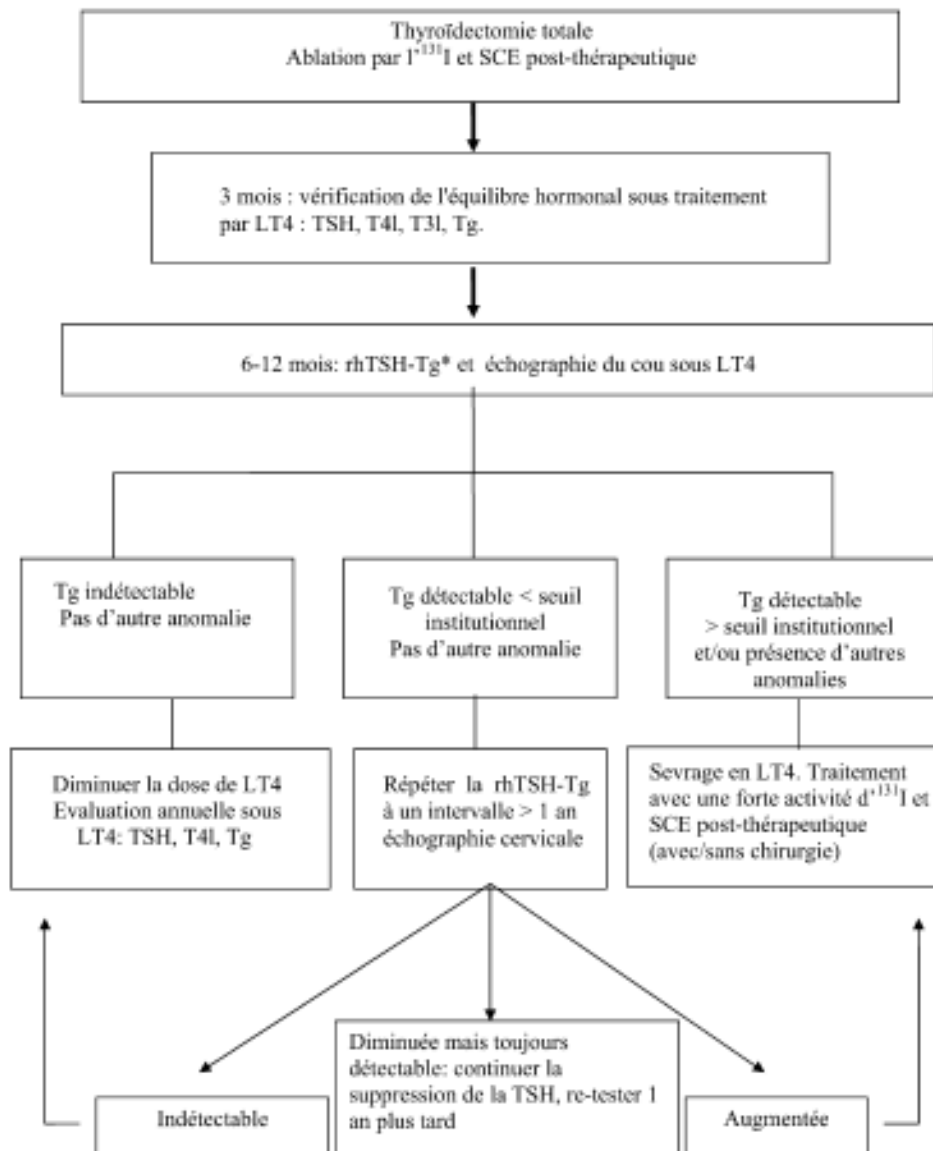 Thyroïdectomie totale
Ablation par l'¹³¹I et SCE post-thérapeutique
3 mois : vérification de l'équilibre hormonal sous traitement
par LT4 : TSH, T4l, T3l, Tg.
6-12 mois: rhTSH-Tg* et échographie du cou sous LT4
Tg indétectable
Pas d'autre anomalie
Tg détectable < seuil
institutionnel
Pas d'autre anomalie
Tg détectable
> seuil institutionnel
et/ou présence d'autres
anomalies
Diminuer la dose de LT4
Evaluation annuelle sous
LT4: TSH, T4l, Tg
Répéter la rhTSH-Tg
à un intervalle > 1 an
échographie cervicale
Sevrage en LT4. Traitement
avec une forte activité d'¹³¹I et
SCE post-thérapeutique
(avec/sans chirurgie)
Indétectable
Diminuée mais toujours
détectable: continuer la
suppression de la TSH, re-tester 1
an plus tard
Augmentée